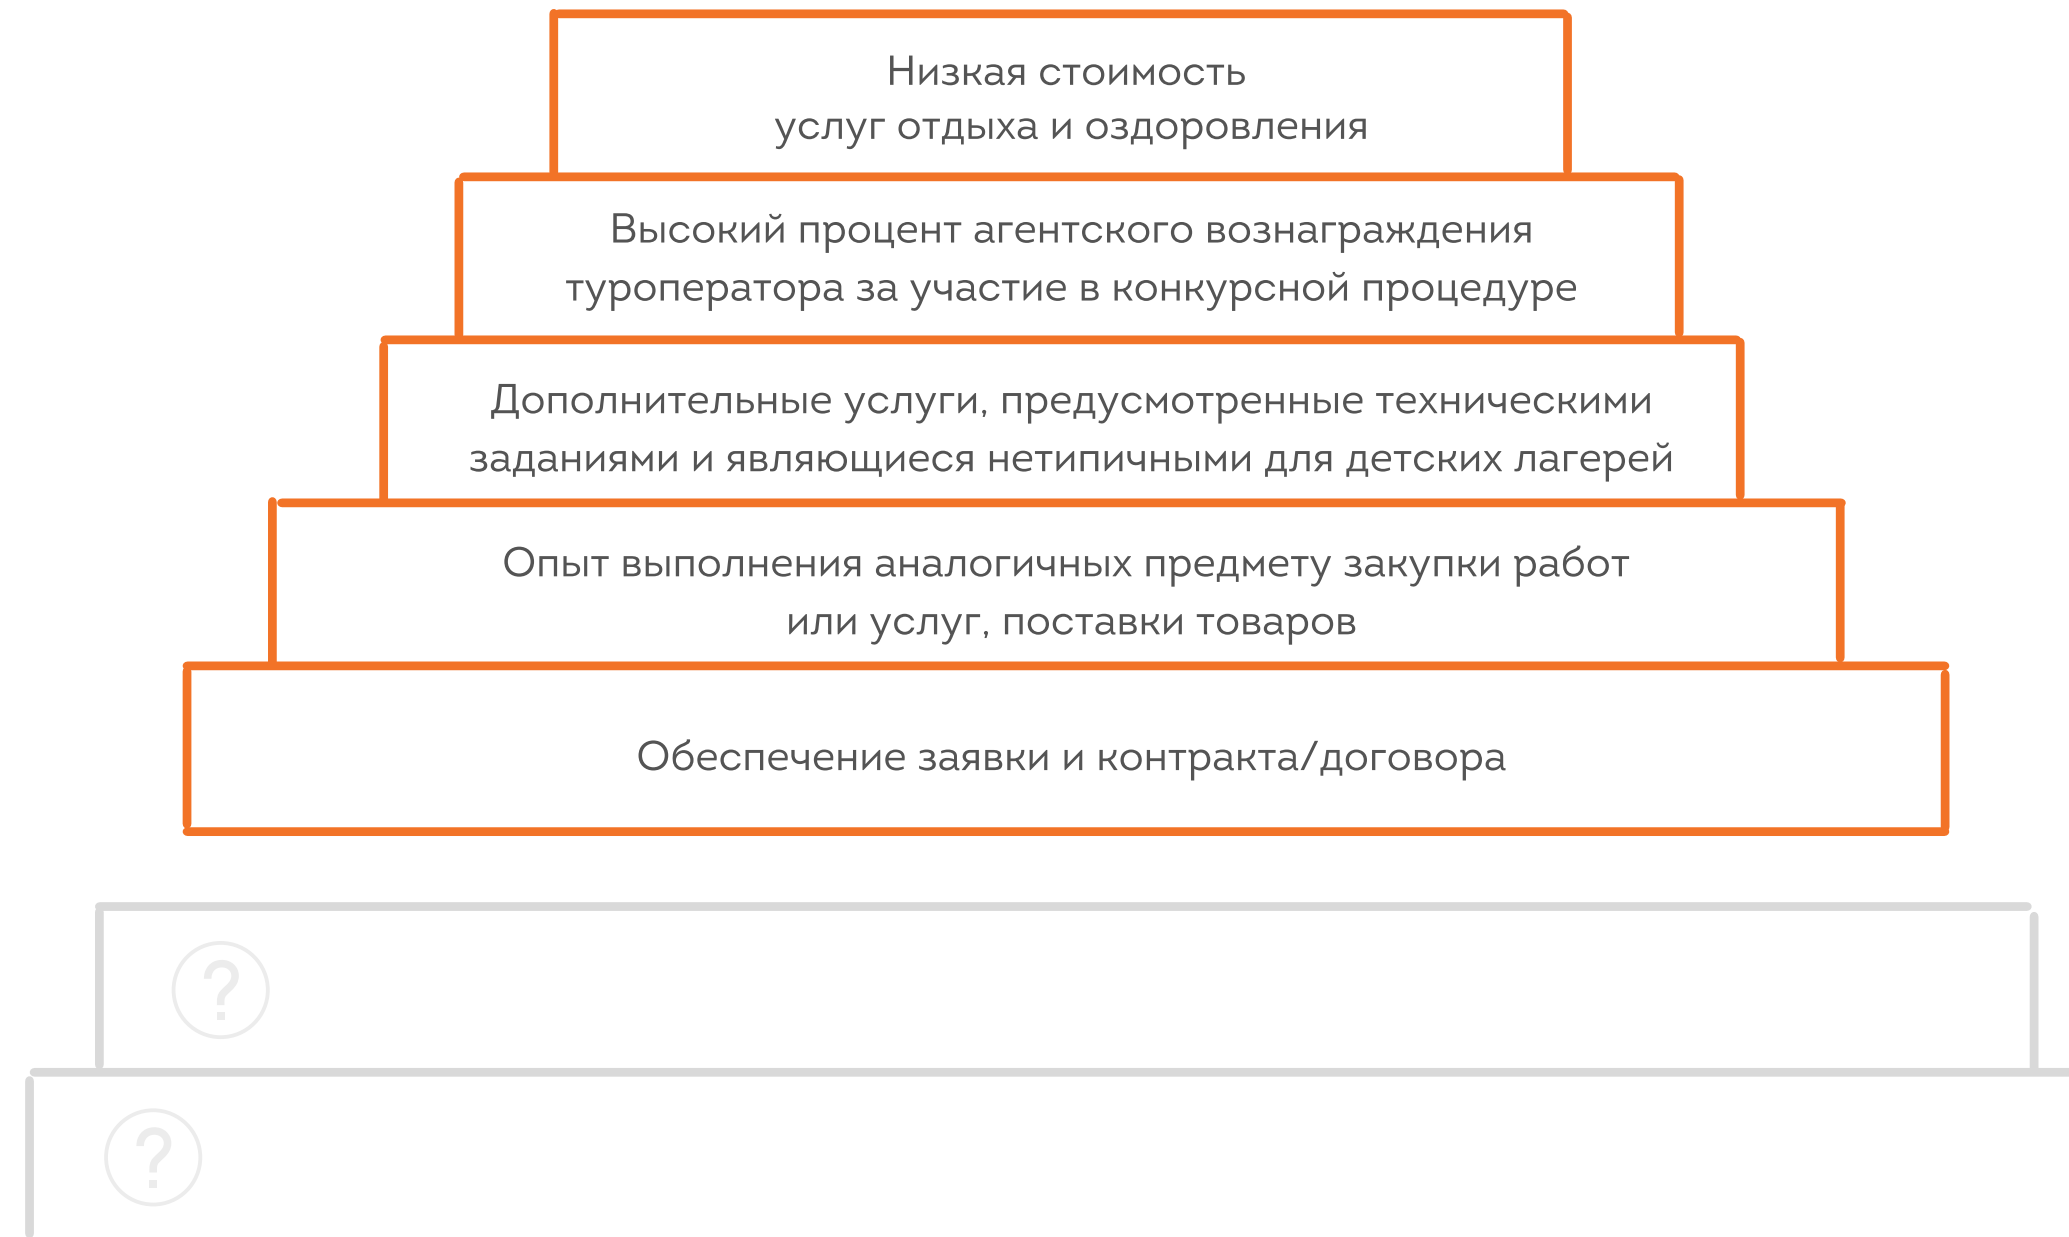 Низкая стоимость
услуг отдыха и оздоровления
Высокий процент агентского вознаграждения
туроператора за участие в конкурсной процедуре
Дополнительные услуги, предусмотренные техническими
заданиями и являющиеся нетипичными для детских лагерей
Опыт выполнения аналогичных предмету закупки работ
или услуг, поставки товаров
Обеспечение заявки и контракта/договора
?
?